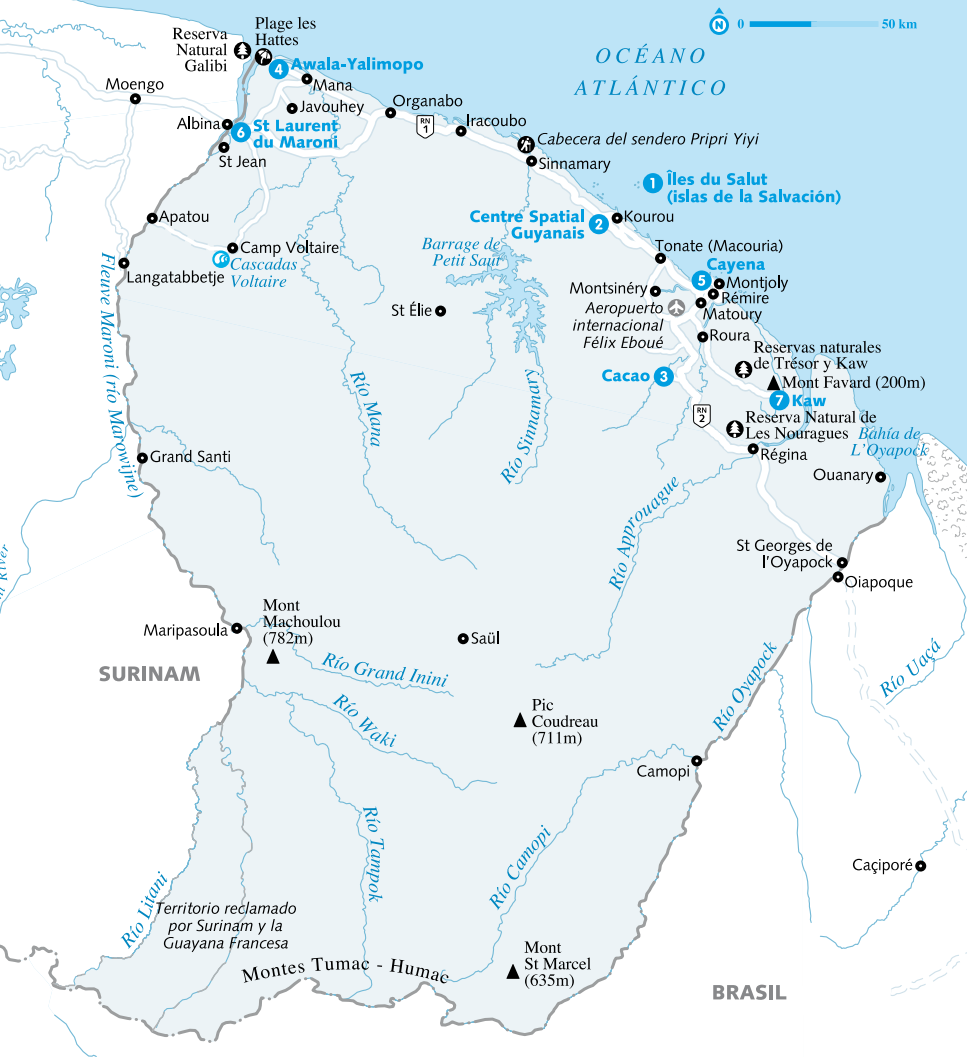 N
0
50 km
OCÉANO
ATLÁNTICO
Plage les
Hattes
Reserva
Natural
Galibi
4
Awala-Yalimopo
Moengo
Mana
Javouhey
Organabo
Albina
6
St Laurent
du Maroni
RN
1
Iracoubo
St Jean
Cabecera del sendero Pripri Yiyi
Sinnamary
1
Îles du Salut
(islas de la Salvación)
Apatou
Centre Spatial
Guyanais
2
Kourou
Camp Voltaire
Cascadas
Voltaire
Barrage de
Petit Saut
Tonate (Macouria)
Langatabbetje
Cayena
5
Montjoly
Montsinéry
Rémire
Matoury
St Élie
Aeropuerto
internacional
Félix Eboué
Roura
Reservas naturales
de Trésor y Kaw
Cacao
3
Mont Favard (200m)
7
Kaw
RN
2
Reserva Natural de
Les Nouragues
Bahía de
L'Oyapock
Régina
Fleuve Maroni (río Marowijne)
Río Mana
Río Sinnamary
Grand Santi
Ouanary
Río Approuague
St Georges de
l'Oyapock
Oiapoque
River
Mont
Machoulou
(782m)
Maripasoula
Saül
SURINAM
Río Grand Inini
Río Oyapock
Río Uaçá
Río Waki
Pic
Coudreau
(711m)
Camopi
Río Tampok
Río Camopi
Caçiporé
Río Litani
Territorio reclamado
por Surinam y la
Guayana Francesa
Montes Tumac - Humac
Mont
St Marcel
(635m)
BRASIL